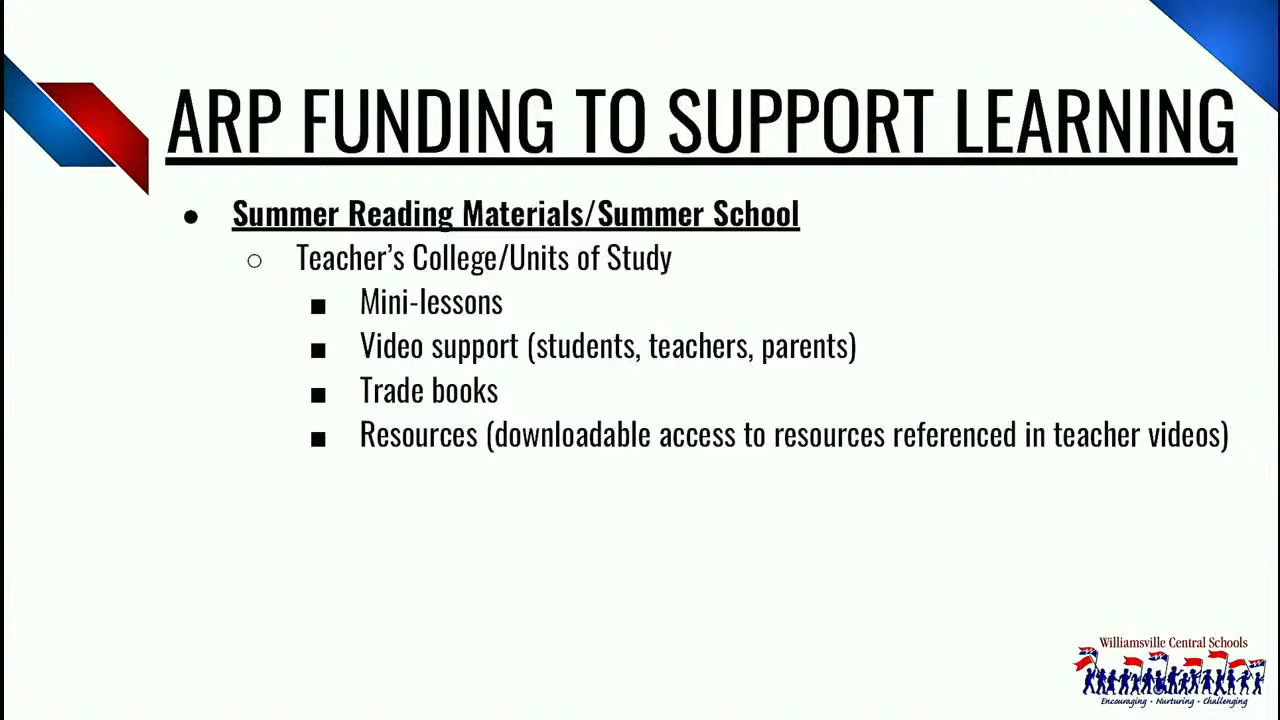 ARP FUNDING TO SUPPORT LEARNING
● Summer Reading Materials/Summer School
○ Teacher’s College/Units of Study
■ Mini-lessons
■ Video support (students, teachers, parents)
■ Trade books
■ Resources (downloadable access to resources referenced in teacher videos)
Williamsville Central Schools
Encouraging • Nurturing • Challenging